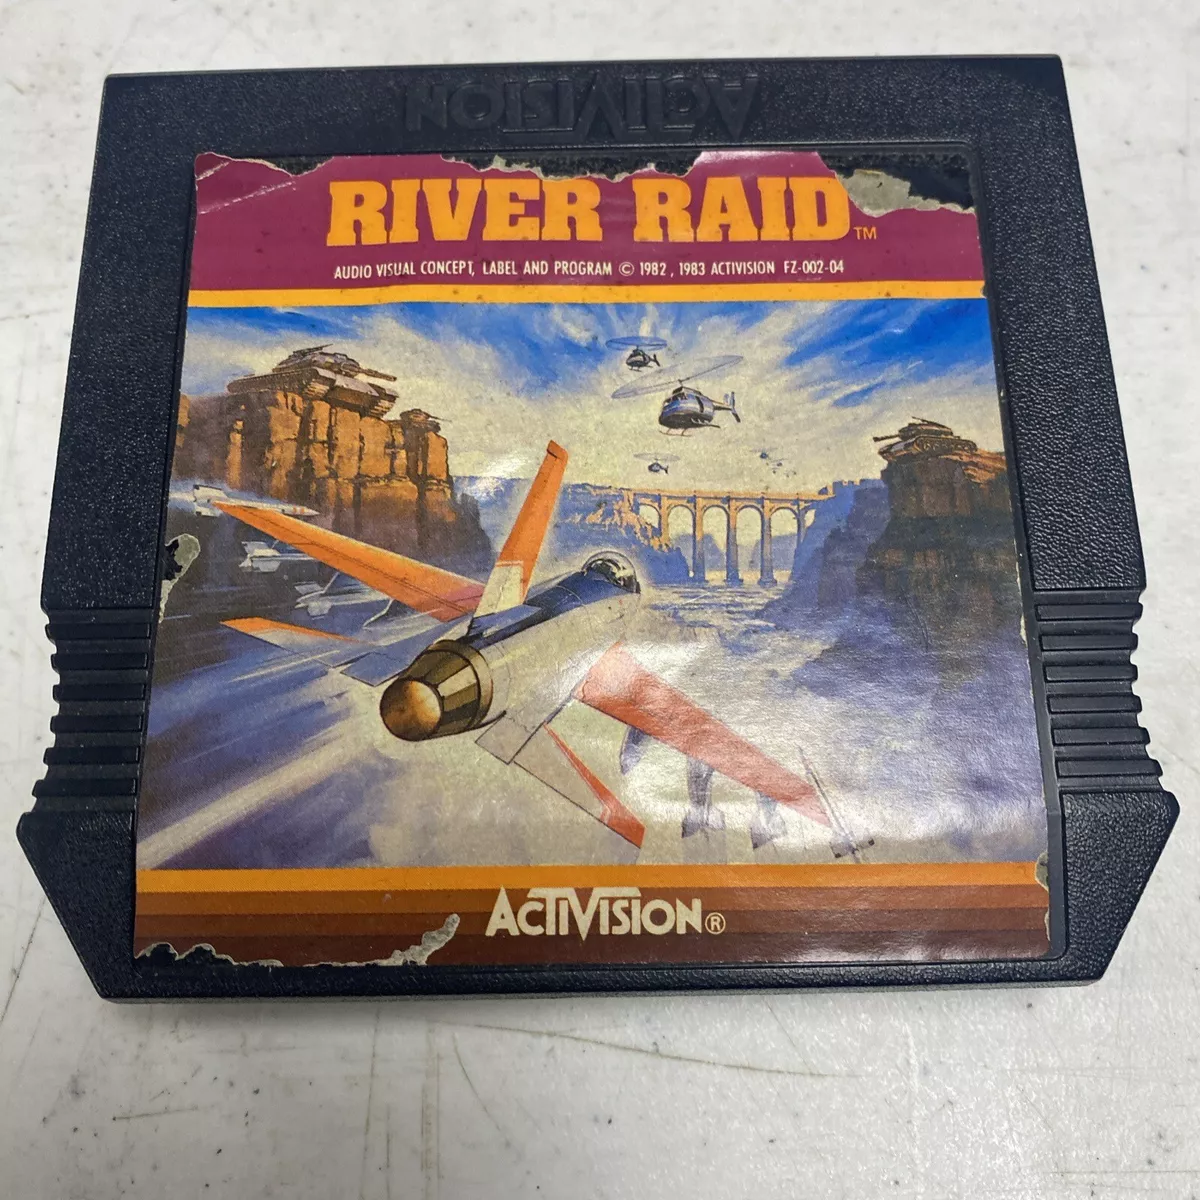 ACTIVISION
RIVER RAID™
AUDIO VISUAL CONCEPT, LABEL AND PROGRAM © 1982, 1983 ACTIVISION FZ-002-04
ACTIVISION®